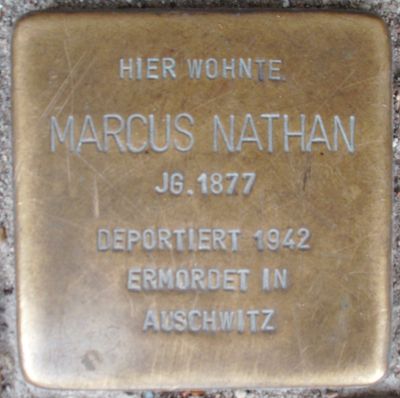 HIER WOHNTE
MARCUS NATHAN
JG. 1877
DEPORTIERT 1942
ERMORDET IN
AUSCHWITZ